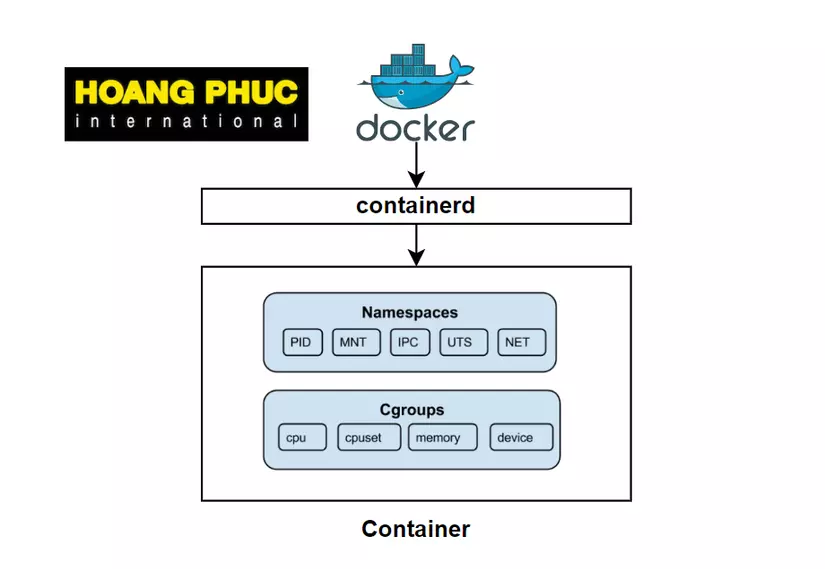 HOANG PHUC
international
docker
containerd
Namespaces
PID MNT IPC UTS NET
Cgroups
cpu cpuset memory device
Container